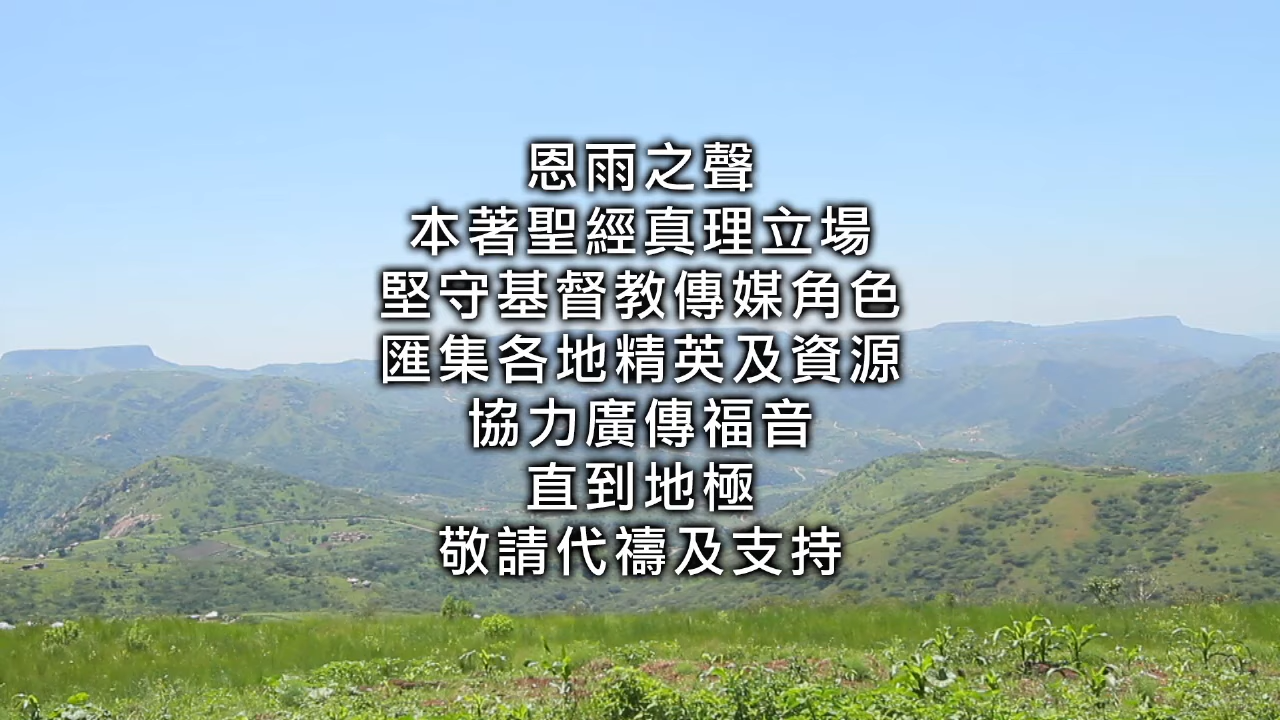 恩雨之聲
本著聖經真理立場
堅守基督教傳媒角色
匯集各地精英及資源
協力廣傳福音
直到地極
敬請代禱及支持